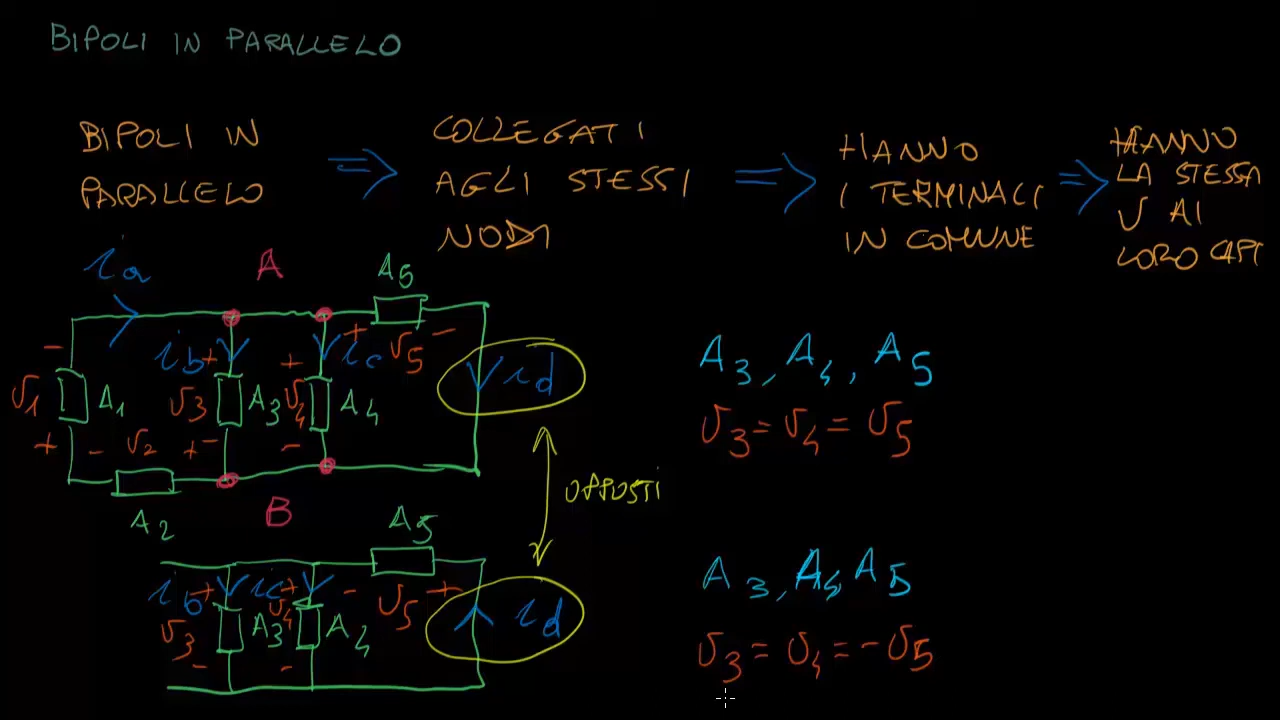 BIPOLI IN PARALLELO
BIPOLI IN
PARALLELO
COLLEGATI
AGLI STESSI
NODI
HANNO
I TERMINALI
IN COMUNE
HANNO
LA STESSA
V AI
LORO CAPI
ia
A
A5
ib + + ic + V5 -
- V1 +
A1
V3
A3
V4
A4
id
- V2 + - -
A2
B
OPPOSTI
A3, A4, A5
V3 = V4 = V5
A5
ib + ic + - V5 +
V3
A3
V4
A4
id
- -
A3, A4 A5
V3 = V4 = -V5